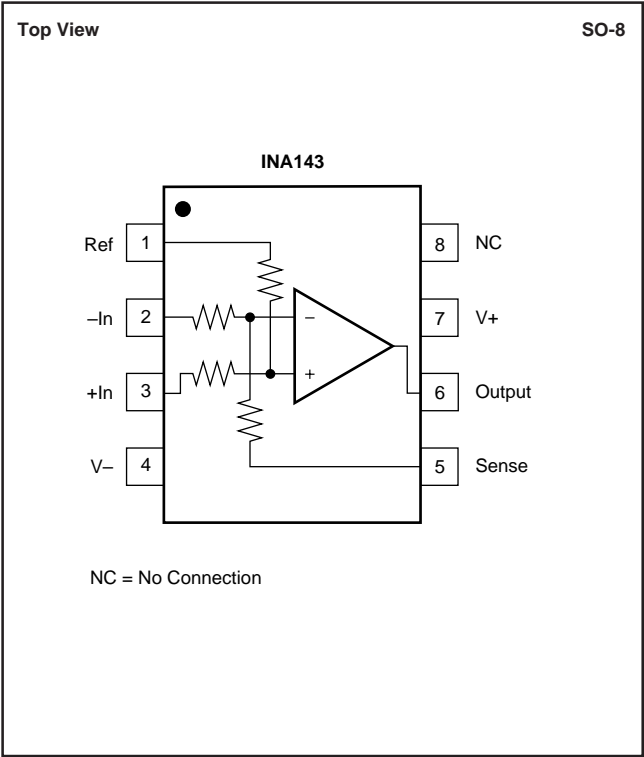 Top View SO-8
INA143
Ref 1 8 NC
–In 2 – 7 V+
+In 3 + 6 Output
V– 4 5 Sense
NC = No Connection